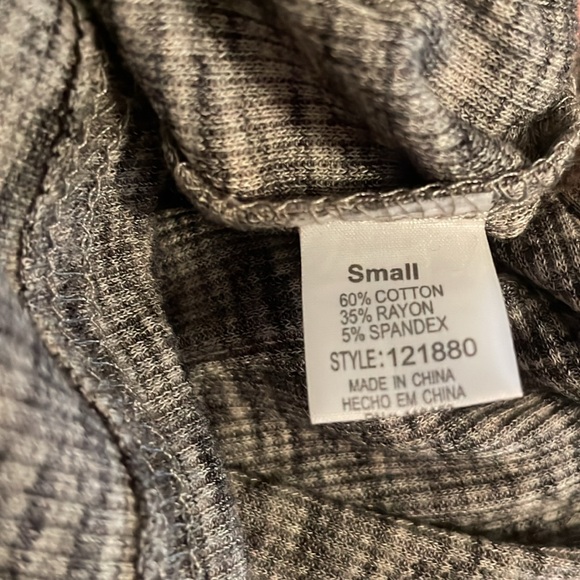 Small
60% COTTON
35% RAYON
5% SPANDEX
STYLE:121880
MADE IN CHINA
HECHO EM CHINA